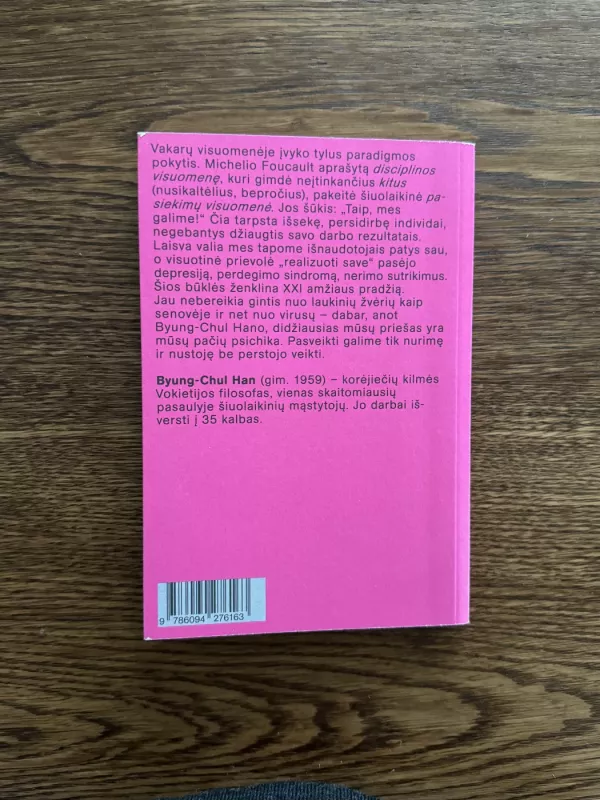 Vakarų visuomenėje įvyko tylus paradigmos
pokytis. Michelio Foucault aprašytą disciplinos
visuomenę, kuri gimdė neįtinkančius kitus
(nusikaltėlius, bepročius), pakeitė šiuolaikinė pa-
siekimų visuomenė. Jos šūkis: „Taip, mes
galime!“ Čia tarpsta išsekę, persidirbę individai,
negebantys džiaugtis savo darbo rezultatais.
Laisva valia mes tapome išnaudotojais patys sau,
o visuotinė prievolė „realizuoti save“ pasėjo
depresiją, perdegimo sindromą, nerimo sutrikimus.
Šios būklės ženklina XXI amžiaus pradžią.
Jau nebereikia gintis nuo laukinių žvėrių kaip
senovėje ir net nuo virusų – dabar, anot
Byung-Chul Hano, didžiausias mūsų priešas yra
mūsų pačių psichika. Pasveikti galime tik nurimę
ir nustoję be perstojo veikti.
Byung-Chul Han (gim. 1959) – korėjiečių kilmės
Vokietijos filosofas, vienas skaitomiausių
pasaulyje šiuolaikinių mąstytojų. Jo darbai iš-
versti į 35 kalbas.
9 786094 276163